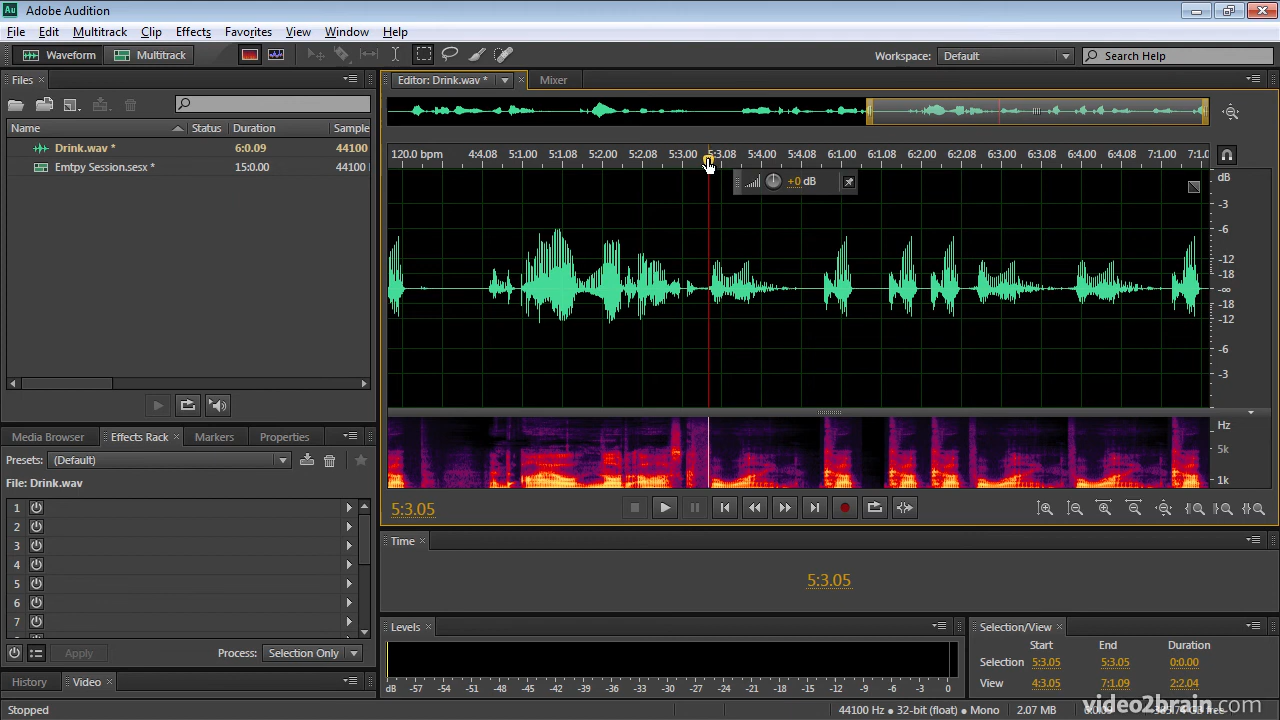 Au Adobe Audition
File Edit Multitrack Clip Effects Favorites View Window Help
Waveform Multitrack Workspace: Default Search Help
Files × Editor: Drink.wav * × Mixer
Name Status Duration Sample
Drink.wav * 6:0.09 44100
Emtpy Session.sesx * 15:0.00 44100
120.0 bpm 4:4.08 5:1.00 5:1.08 5:2.00 5:2.08 5:3.00 5:3.08 5:4.00 5:4.08 6:1.00 6:1.08 6:2.00 6:2.08 6:3.00 6:3.08 6:4.00 6:4.08 7:1.00 7:1.0
+0 dB
dB
-3
-6
-12
-18
-∞
-18
-12
-6
-3
Hz
5k
1k
Media Browser Effects Rack × Markers Properties
Presets: (Default)
File: Drink.wav
1
2
3
4
5
6
7
Apply Process: Selection Only
History Video ×
5:3.05
Time ×
5:3.05
Levels ×
dB -57 -54 -51 -48 -45 -42 -39 -36 -33 -30 -27 -24 -21 -18 -15 -12 -9 -6 -3 0
Selection/View ×
Start End Duration
Selection 5:3.05 5:3.05 0:0.00
View 4:3.05 7:1.09 2:2.04
Stopped 44100 Hz ● 32-bit (float) ● Mono 2.07 MB
video2brain.com